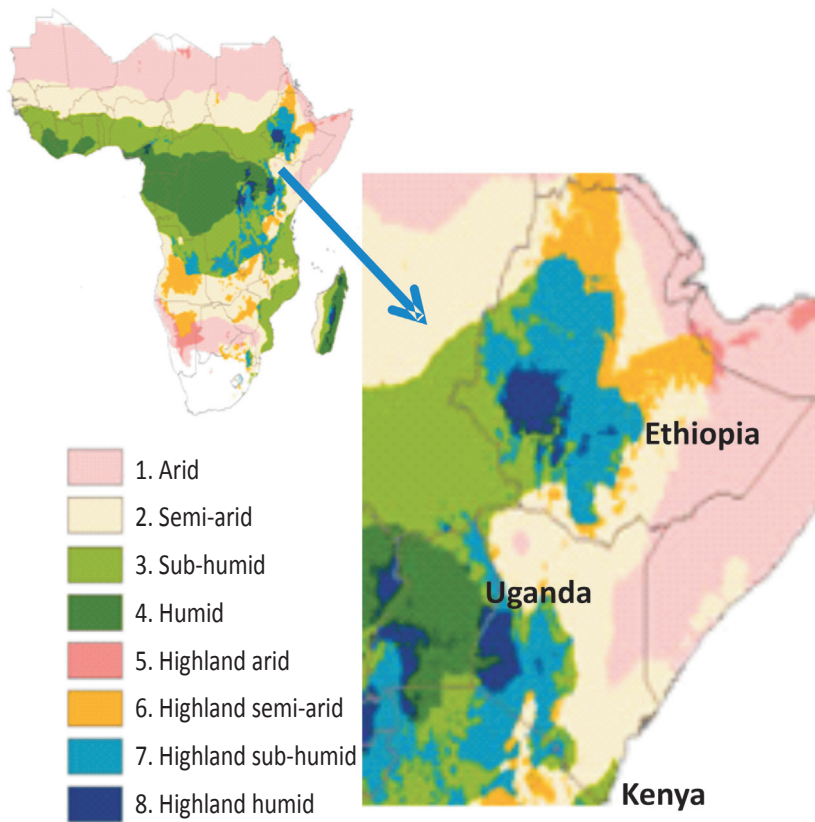 1. Arid
2. Semi-arid
3. Sub-humid
4. Humid
5. Highland arid
6. Highland semi-arid
7. Highland sub-humid
8. Highland humid
Ethiopia
Uganda
Kenya